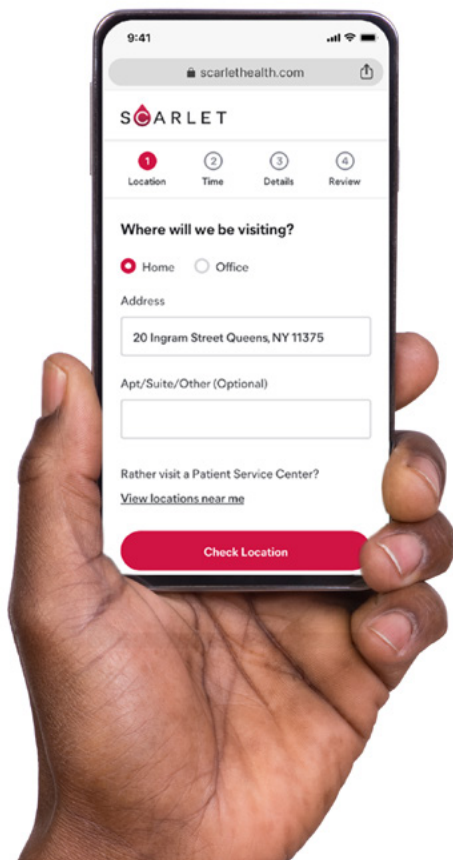 9:41
scarlethealth.com
SCARLET
1 2 3 4
Location Time Details Review
Where will we be visiting?
Home Office
Address
20 Ingram Street Queens, NY 11375
Apt/Suite/Other (Optional)
Rather visit a Patient Service Center?
View locations near me
Check Location